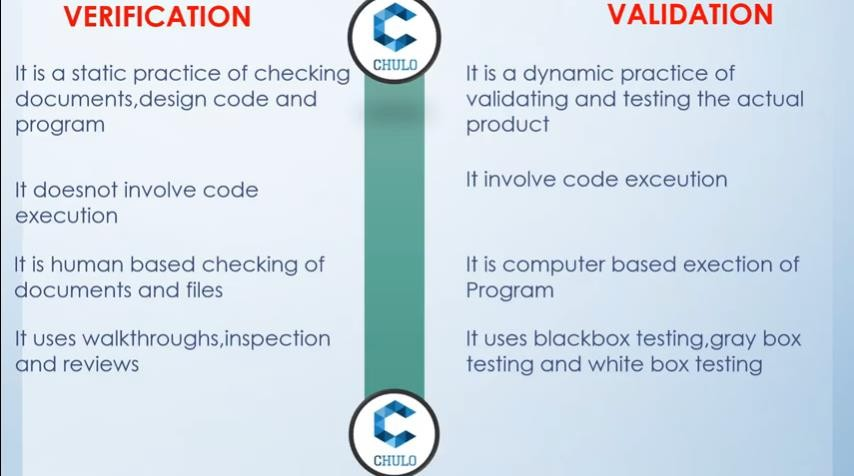 VERIFICATION
It is a static practice of checking
documents,design code and
program
It doesnot involve code
execution
It is human based checking of
documents and files
It uses walkthroughs,inspection
and reviews
CHULO
CHULO
VALIDATION
It is a dynamic practice of
validating and testing the actual
product
It involve code exceution
It is computer based exection of
Program
It uses blackbox testing,gray box
testing and white box testing